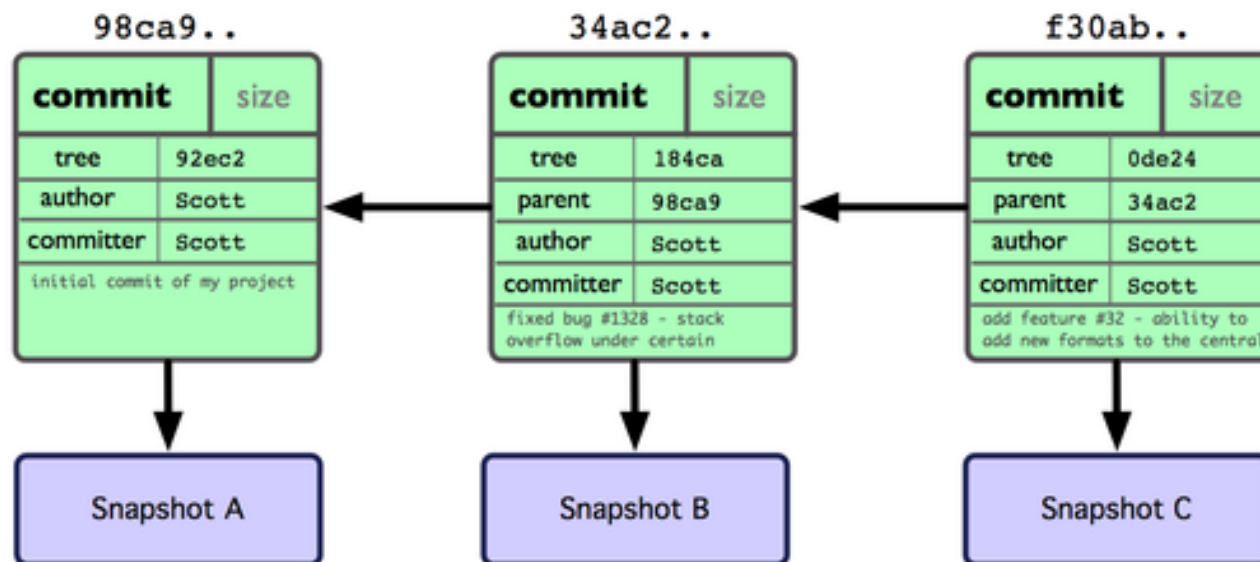 98ca9..
commit size
tree 92ec2
author Scott
committer Scott
initial commit of my project
Snapshot A
34ac2..
commit size
tree 184ca
parent 98ca9
author Scott
committer Scott
fixed bug #1328 - stack
overflow under certain
Snapshot B
f30ab..
commit size
tree 0de24
parent 34ac2
author Scott
committer Scott
add feature #32 - ability to
add new formats to the central
Snapshot C